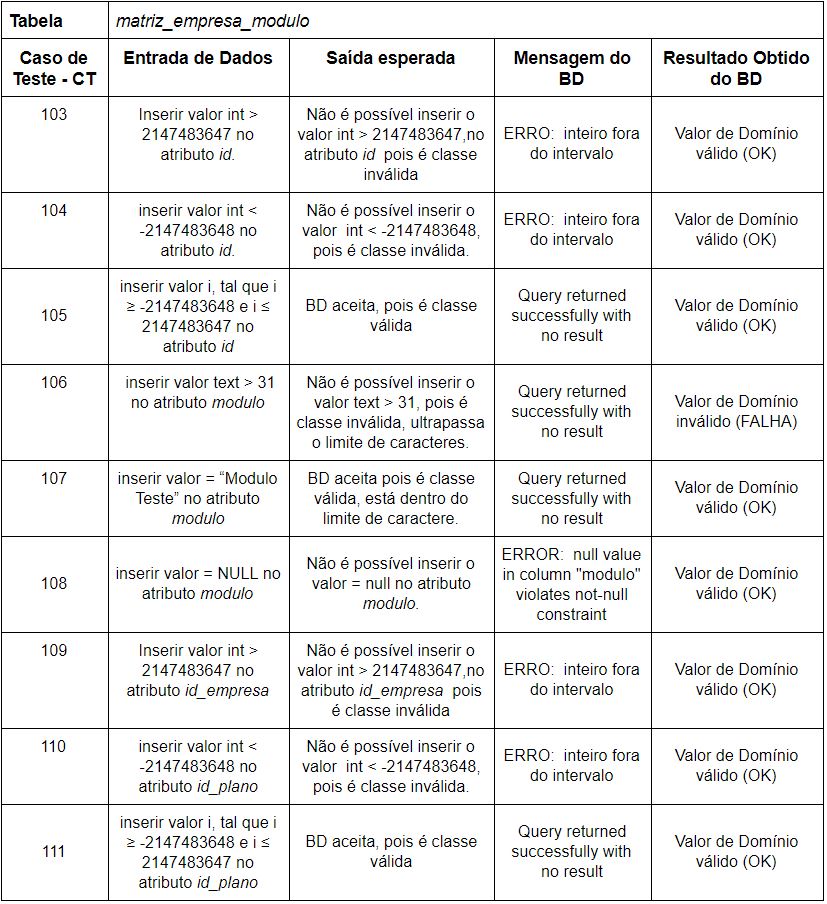 Tabela matriz_empresa_modulo
Caso de Teste - CT Entrada de Dados Saída esperada Mensagem do BD Resultado Obtido do BD
103
Inserir valor int >
2147483647 no
atributo id.
Não é possível inserir o
valor int > 2147483647,no
atributo id pois é classe
inválida
ERRO: inteiro fora
do intervalo
Valor de Domínio
válido (OK)
104
inserir valor int <
-2147483648 no
atributo id.
Não é possível inserir o
valor int < -2147483648,
pois é classe inválida.
ERRO: inteiro fora
do intervalo
Valor de Domínio
válido (OK)
105
inserir valor i, tal que i
≥ -2147483648 e i ≤
2147483647 no
atributo id
BD aceita, pois é classe
válida
Query returned
successfully with
no result
Valor de Domínio
válido (OK)
106
inserir valor text > 31
no atributo modulo
Não é possível inserir o
valor text > 31, pois é
classe inválida, ultrapassa
o limite de caracteres.
Query returned
successfully with
no result
Valor de Domínio
inválido (FALHA)
107
inserir valor = “Modulo
Teste” no atributo
modulo
BD aceita pois é classe
válida, está dentro do
limite de caractere.
Query returned
successfully with
no result
Valor de Domínio
válido (OK)
108
inserir valor = NULL no
atributo modulo
Não é possível inserir o
valor = null no atributo
modulo.
ERROR: null value
in column "modulo"
violates not-null
constraint
Valor de Domínio
válido (OK)
109
Inserir valor int >
2147483647 no
atributo id_empresa
Não é possível inserir o
valor int > 2147483647,no
atributo id_empresa pois
é classe inválida
ERRO: inteiro fora
do intervalo
Valor de Domínio
válido (OK)
110
inserir valor int <
-2147483648 no
atributo id_plano
Não é possível inserir o
valor int < -2147483648,
pois é classe inválida.
ERRO: inteiro fora
do intervalo
Valor de Domínio
válido (OK)
111
inserir valor i, tal que i
≥ -2147483648 e i ≤
2147483647 no
atributo id_plano
BD aceita, pois é classe
válida
Query returned
successfully with
no result
Valor de Domínio
válido (OK)